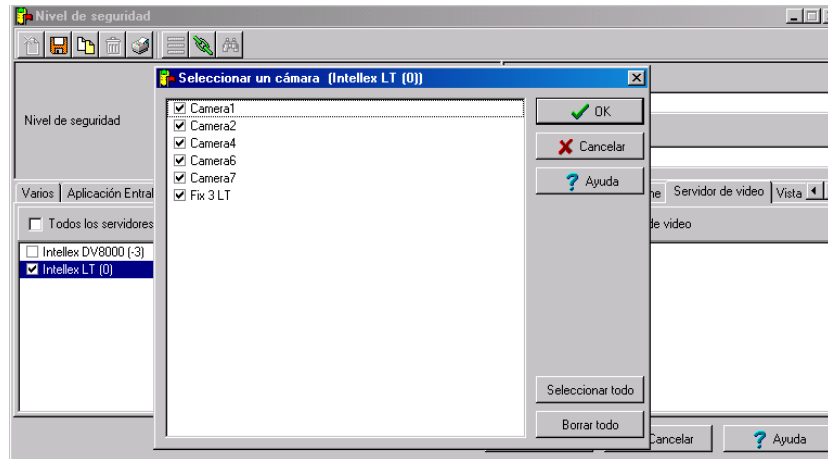 Nivel de seguridad
Seleccionar un cámara (Intellex LT (0))
Nivel de seguridad
Camera1
Camera2
Camera4
Camera6
Camera7
Fix 3 LT
OK
Cancelar
Ayuda
Seleccionar todo
Borrar todo
Varios
Aplicación Entral
ne
Servidor de video
Vista
Todos los servidores
de video
Intellex DV8000 (-3)
Intellex LT (0)
Cancelar
Ayuda